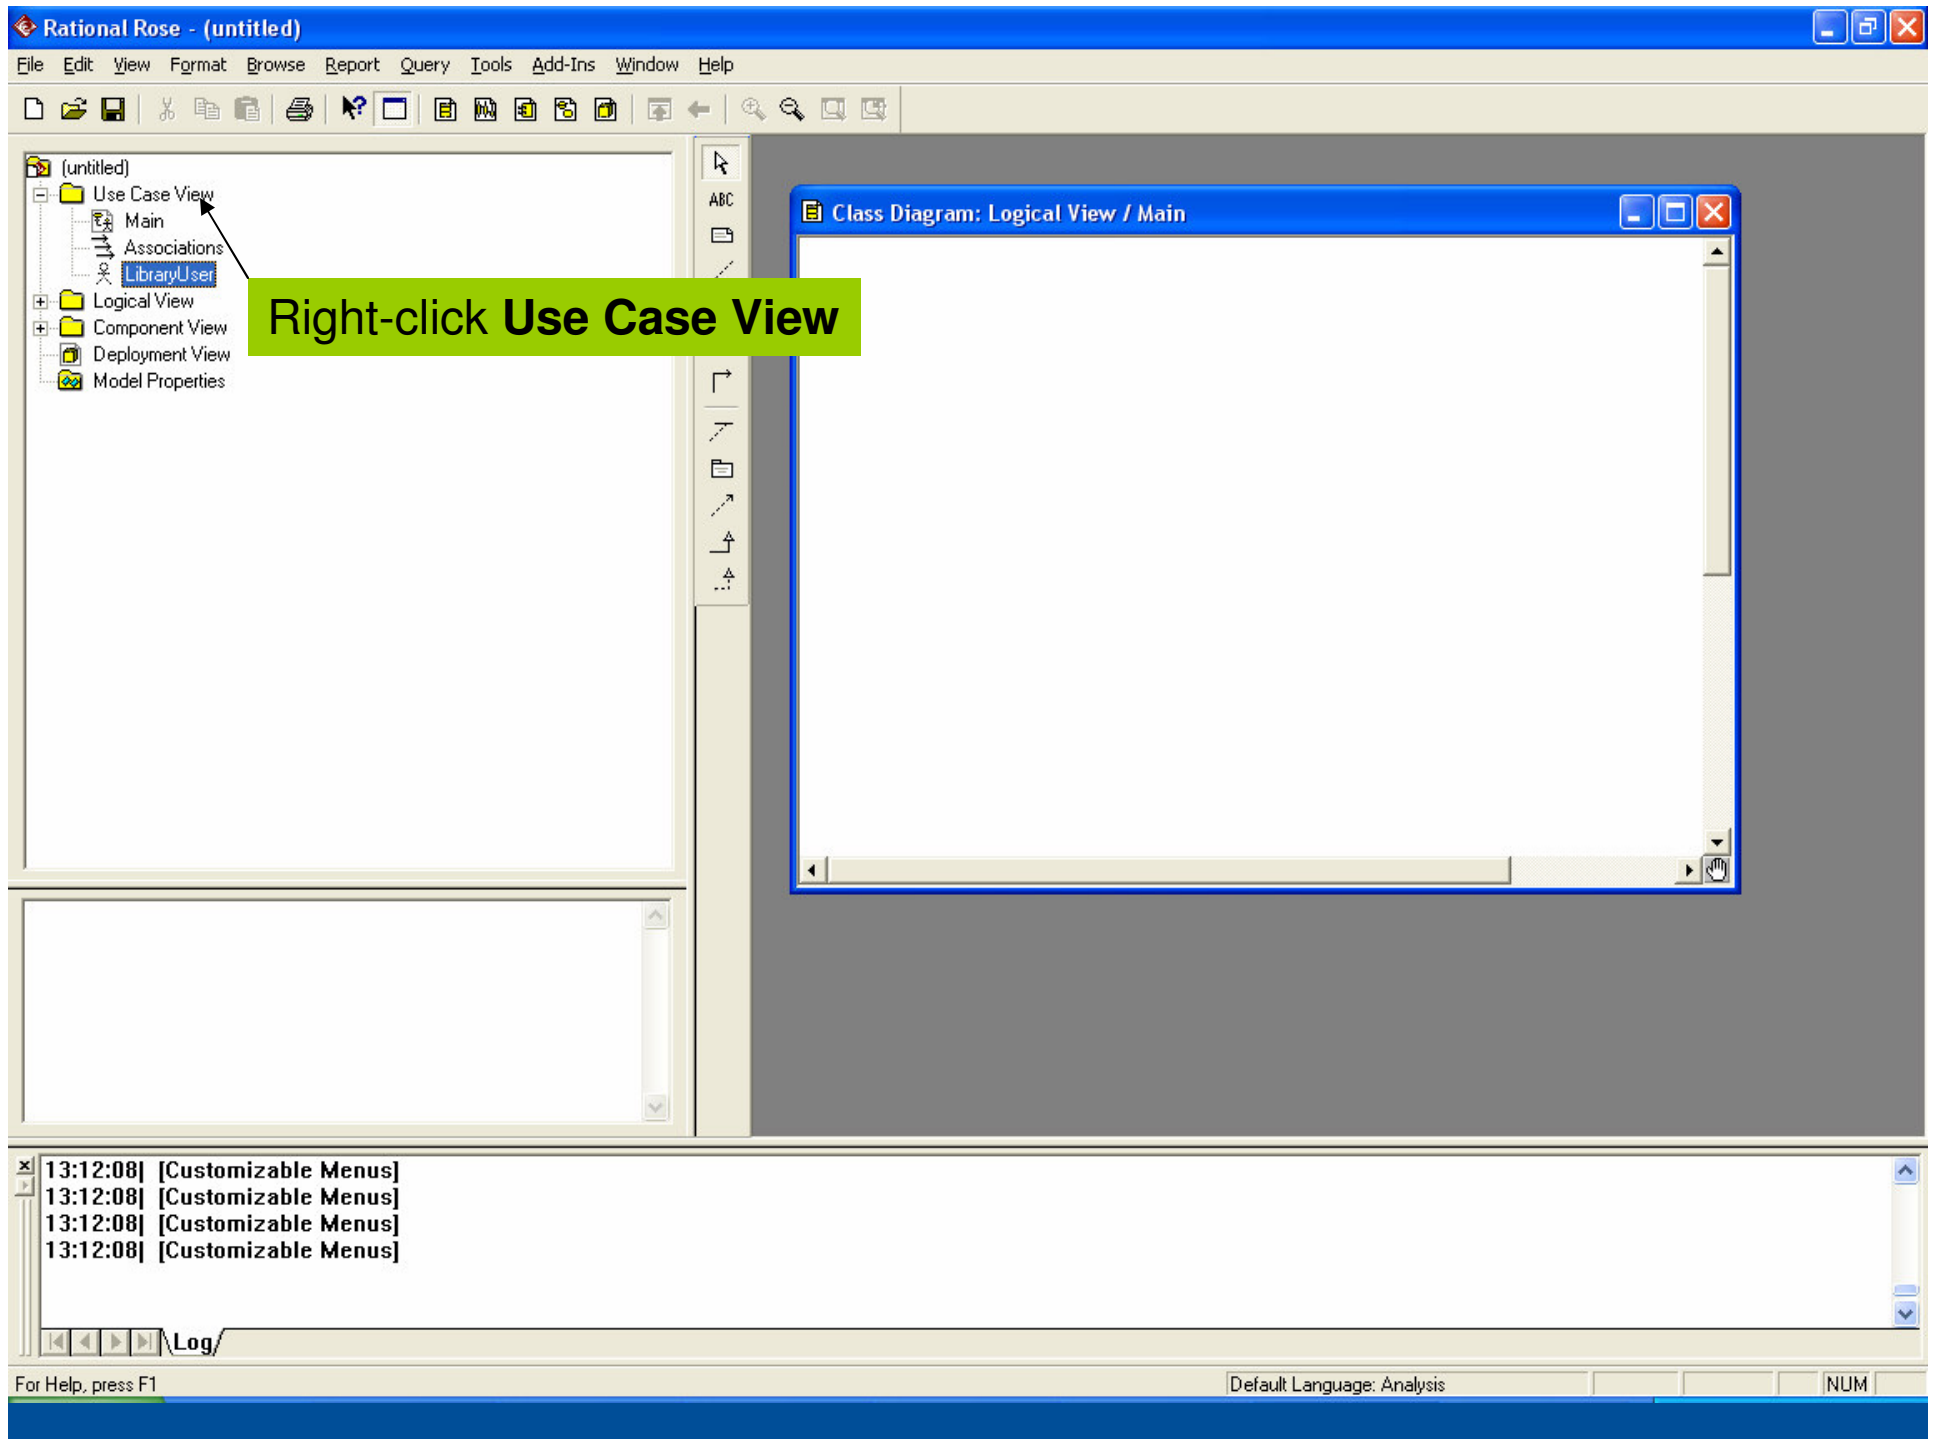 Rational Rose - (untitled)
File Edit View Format Browse Report Query Tools Add-Ins Window Help
(untitled)
Use Case View
Main
Associations
LibraryUser
Logical View
Component View
Deployment View
Model Properties
ABC
Class Diagram: Logical View / Main
Right-click Use Case View
13:12:08| [Customizable Menus]
13:12:08| [Customizable Menus]
13:12:08| [Customizable Menus]
13:12:08| [Customizable Menus]
Log
For Help, press F1
Default Language: Analysis
NUM